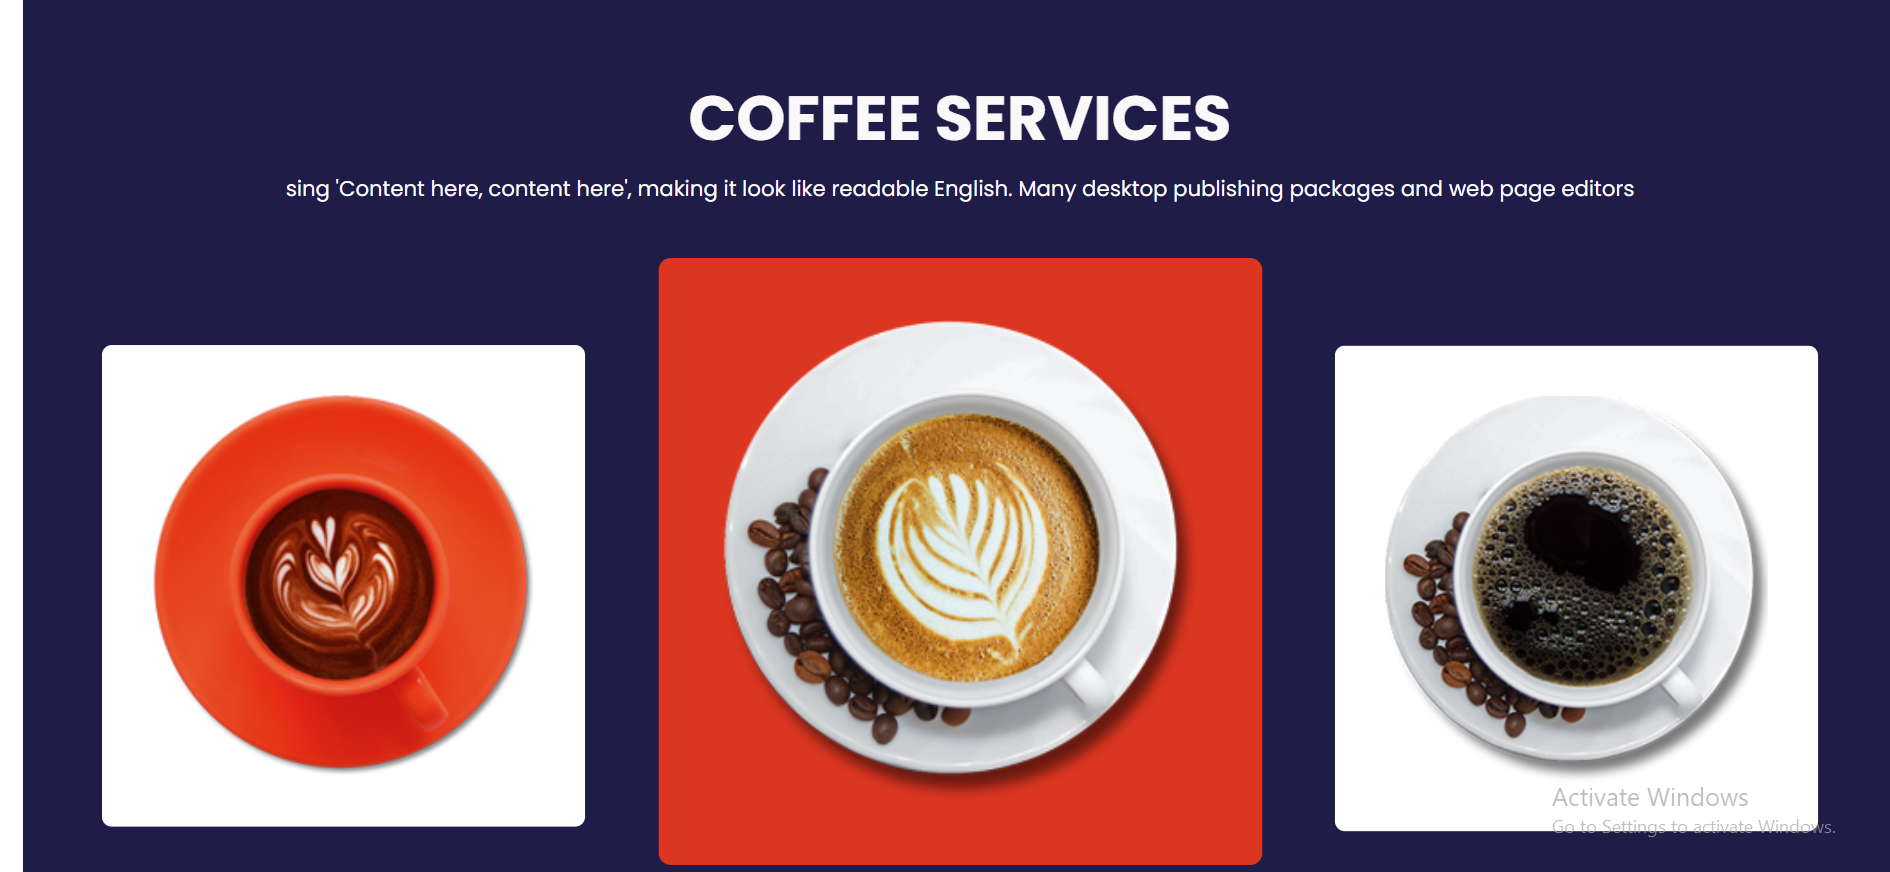 COFFEE SERVICES
sing 'Content here, content here', making it look like readable English. Many desktop publishing packages and web page editors
Activate Windows
Go to Settings to activate Windows.